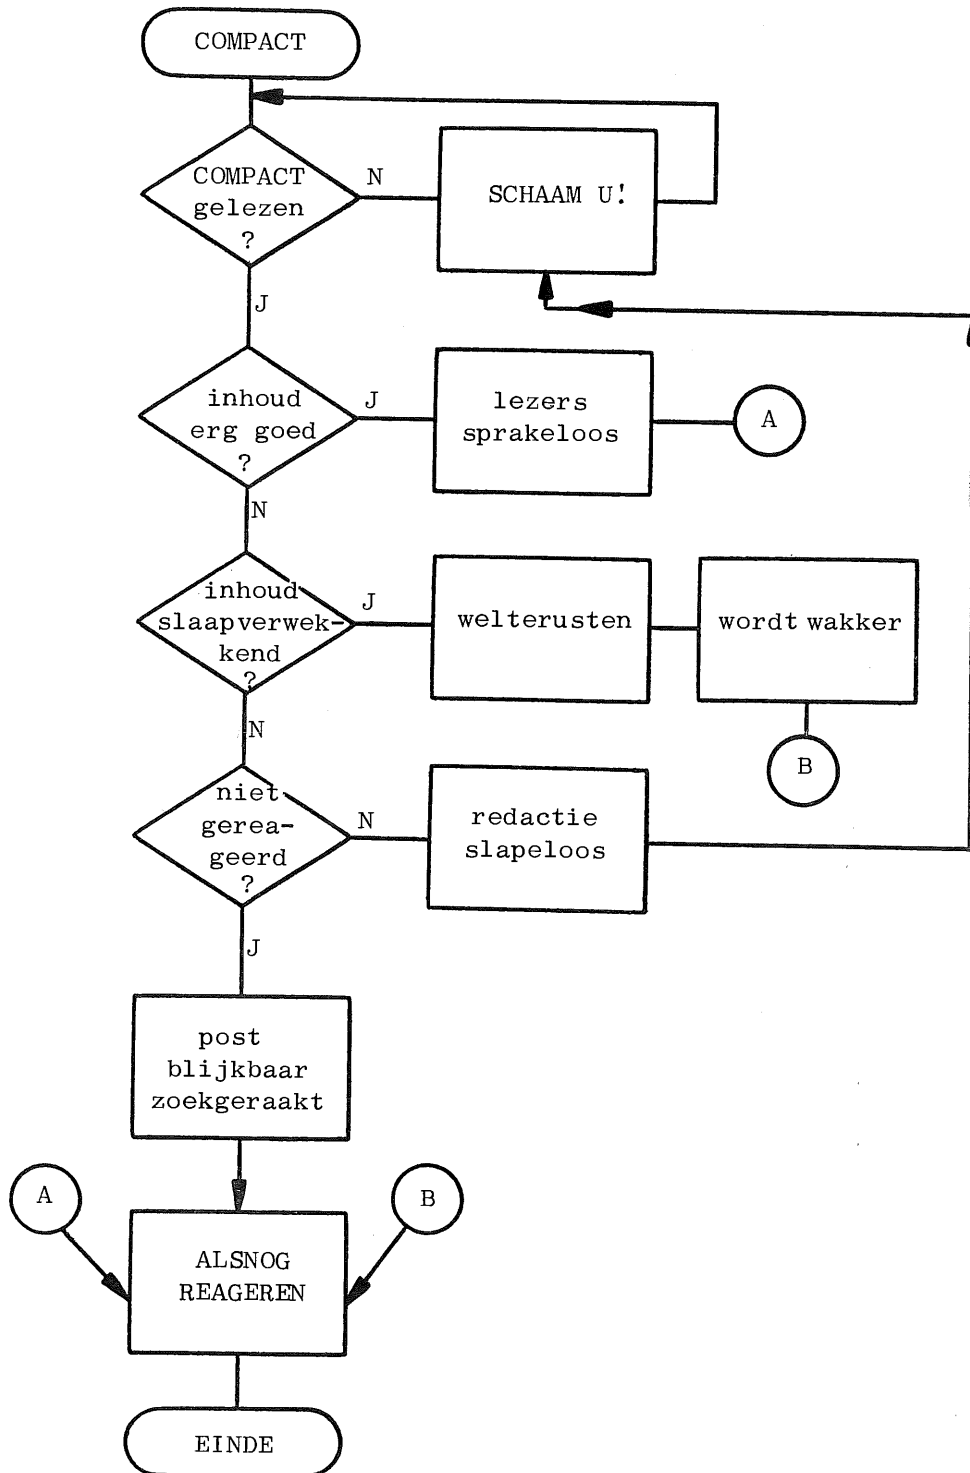 COMPACT
COMPACT
gelezen
?
N
SCHAAM U!
J
inhoud
erg goed
?
J
lezers
sprakeloos
A
N
inhoud
slaapverwek-
kend
?
J
welterusten
wordt wakker
B
N
niet
gerea-
geerd
?
N
redactie
slapeloos
J
post
blijkbaar
zoekgeraakt
A
B
ALSNOG
REAGEREN
EINDE